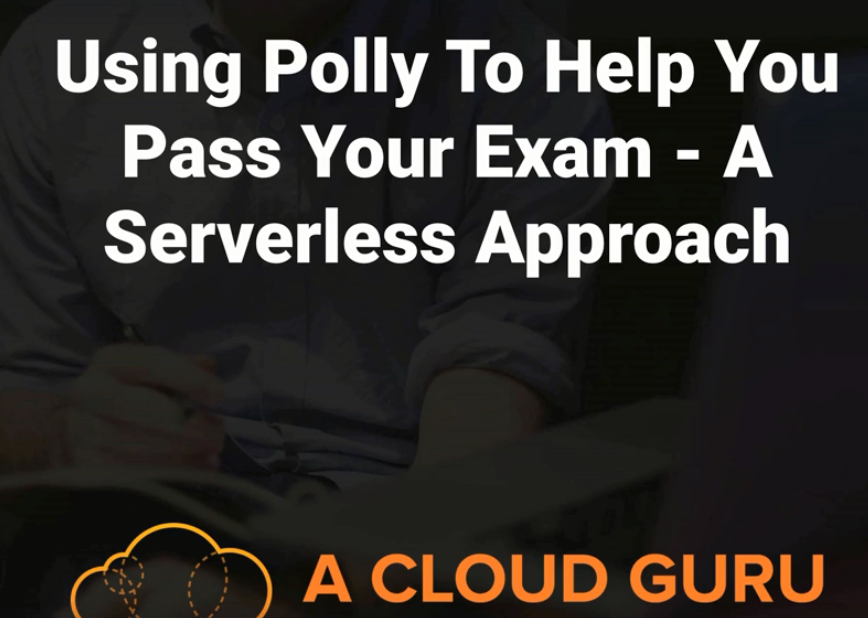 Using Polly To Help You
Pass Your Exam - A
Serverless Approach
A CLOUD GURU